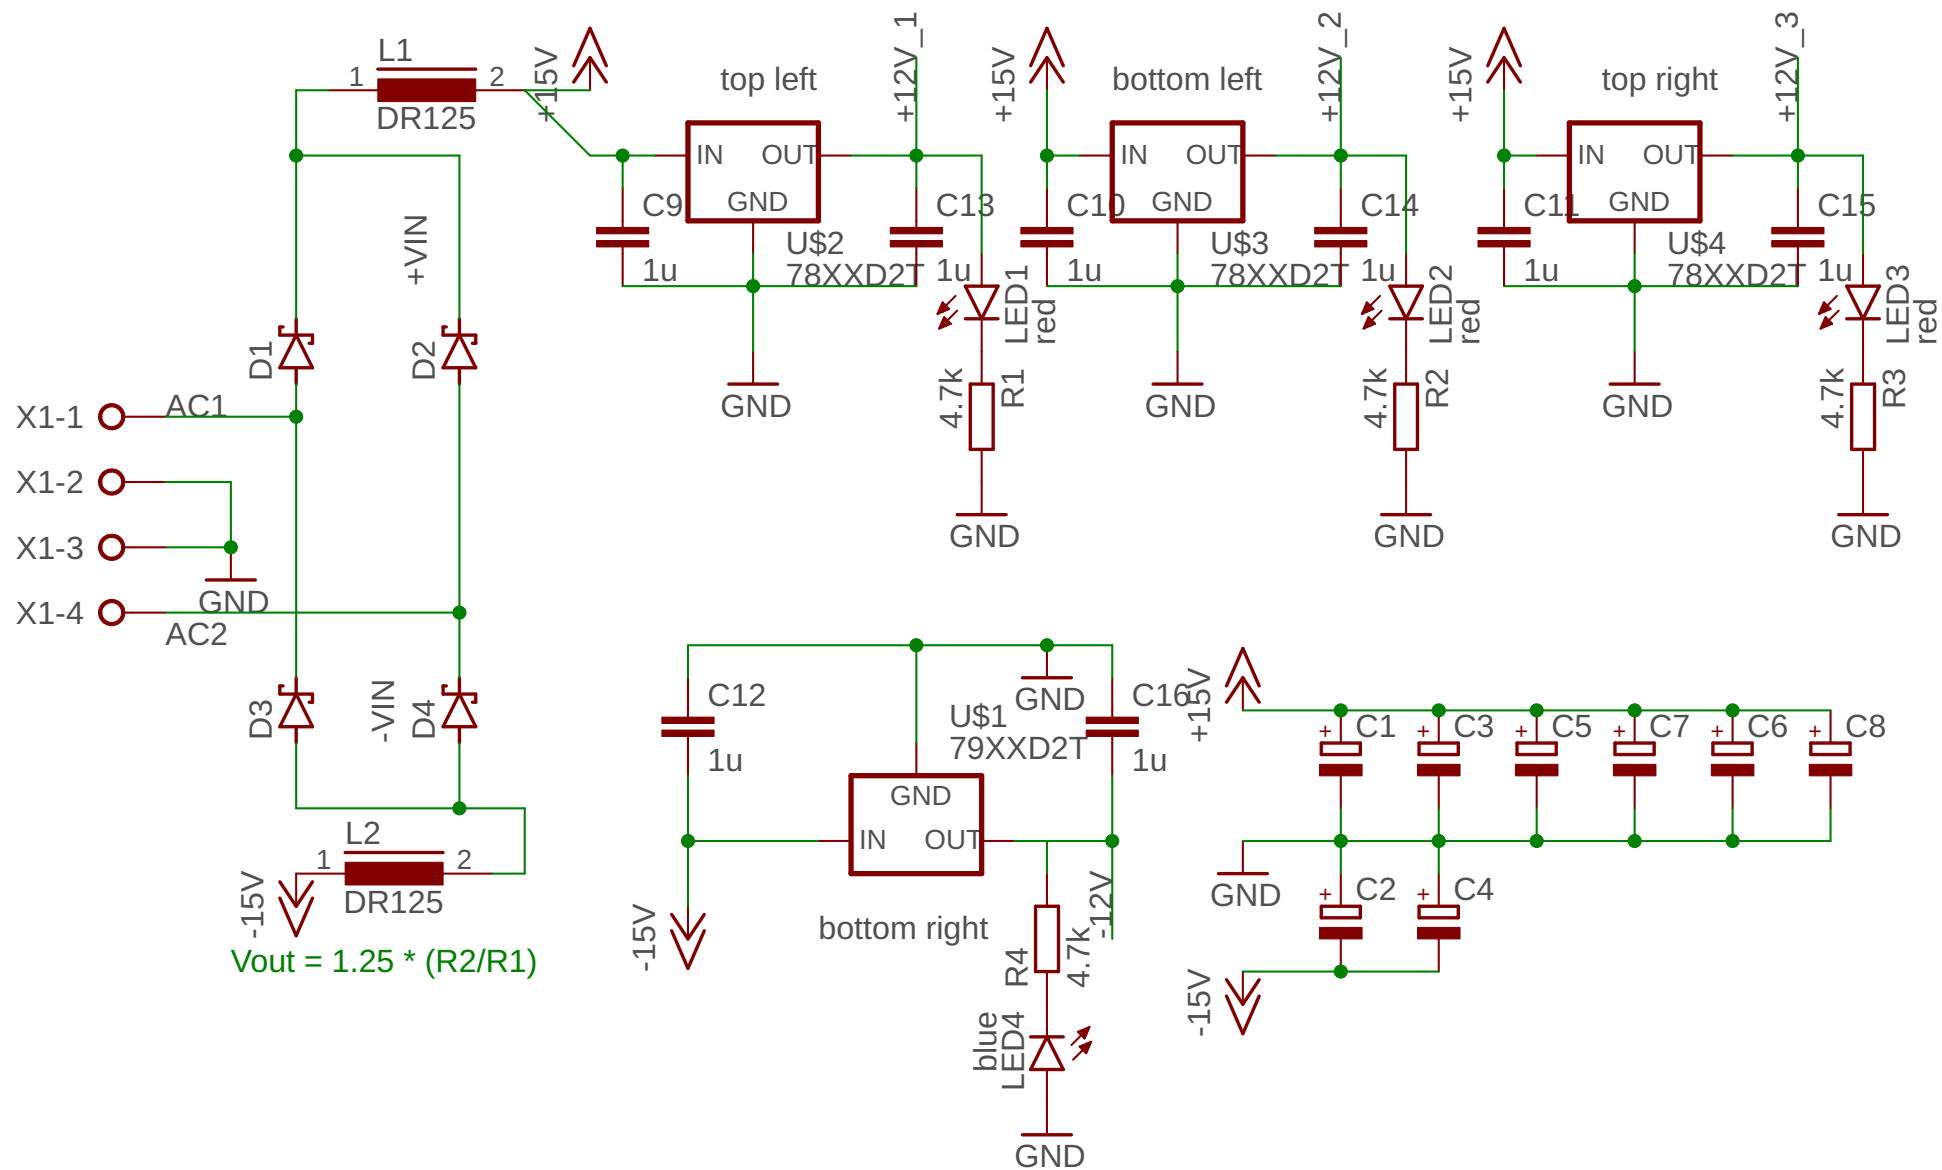 L1
1
2
DR125
+15V
top left
+12V_1
IN
OUT
GND
C9
1u
U$2
78XXD2T
C13
1u
GND
LED1
red
4.7k
R1
GND
+15V
bottom left
+12V_2
IN
OUT
GND
C10
1u
U$3
78XXD2T
C14
1u
GND
LED2
red
4.7k
R2
GND
+15V
top right
+12V_3
IN
OUT
GND
C11
1u
U$4
78XXD2T
C15
1u
GND
LED3
red
4.7k
R3
GND
+VIN
D1
D2
X1-1
AC1
X1-2
X1-3
GND
X1-4
AC2
D3
-VIN
D4
L2
1
2
DR125
-15V
Vout = 1.25 * (R2/R1)
C12
1u
GND
U$1
79XXD2T
C16
1u
GND
IN
OUT
-15V
bottom right
-12V
R4
4.7k
blue
LED4
GND
+15V
+
C1
+
C3
+
C5
+
C7
+
C6
+
C8
GND
+
C2
+
C4
-15V